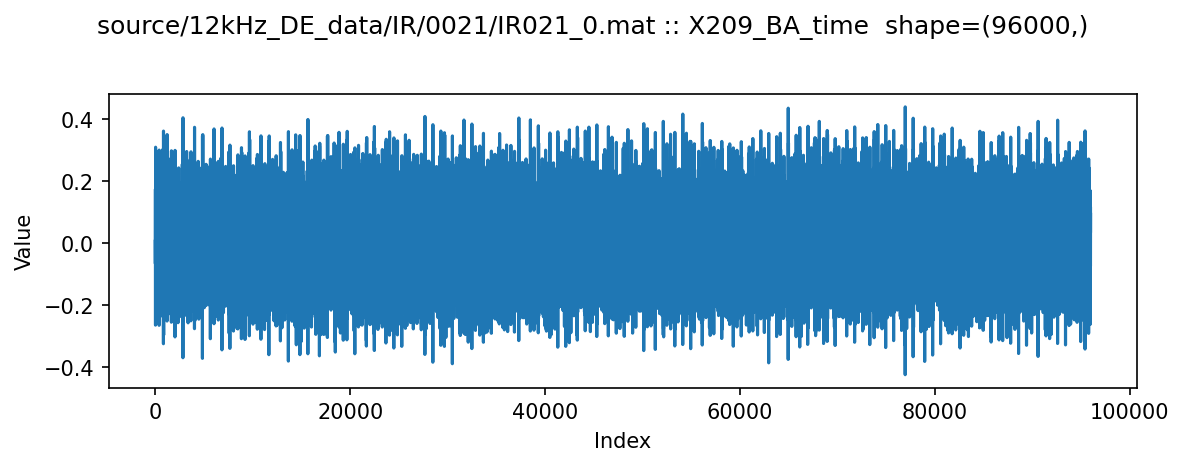 source/12kHz_DE_data/IR/0021/IR021_0.mat :: X209_BA_time  shape=(96000,)
0.4
0.2
0.0
−0.2
−0.4
Value
0 20000 40000 60000 80000 100000
Index